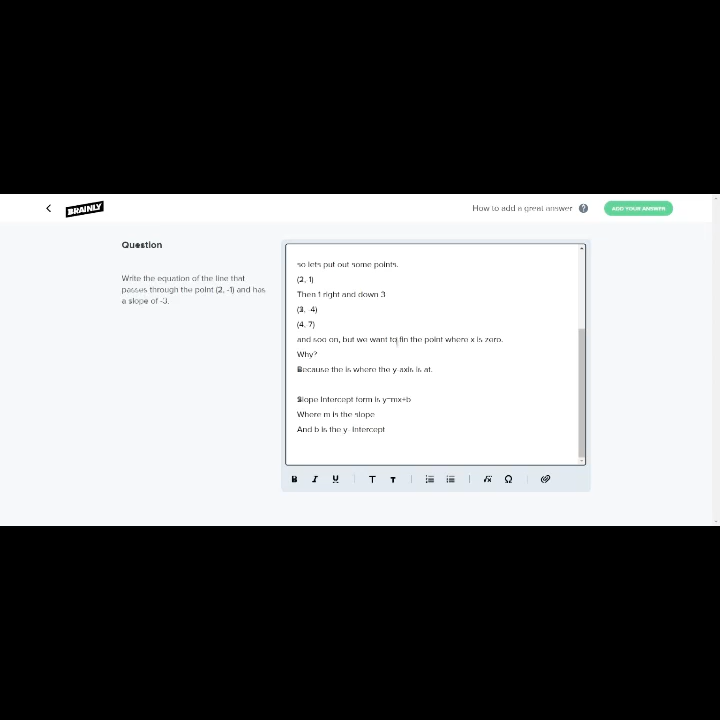 BRAINLY
How to add a great answer ?
ADD YOUR ANSWER
Question
Write the equation of the line that
passes through the point (2, -1) and has
a slope of -3.
so lets put out some points.
(2, 1)
Then 1 right and down 3
(3, -4)
(4, 7)
and soo on, but we want to fin the point where x is zero.
Why?
Because the is where the y axis is at.
Slope Intercept form is y=mx+b
Where m is the slope
And b is the y- Intercept
B I U T T √x Ω